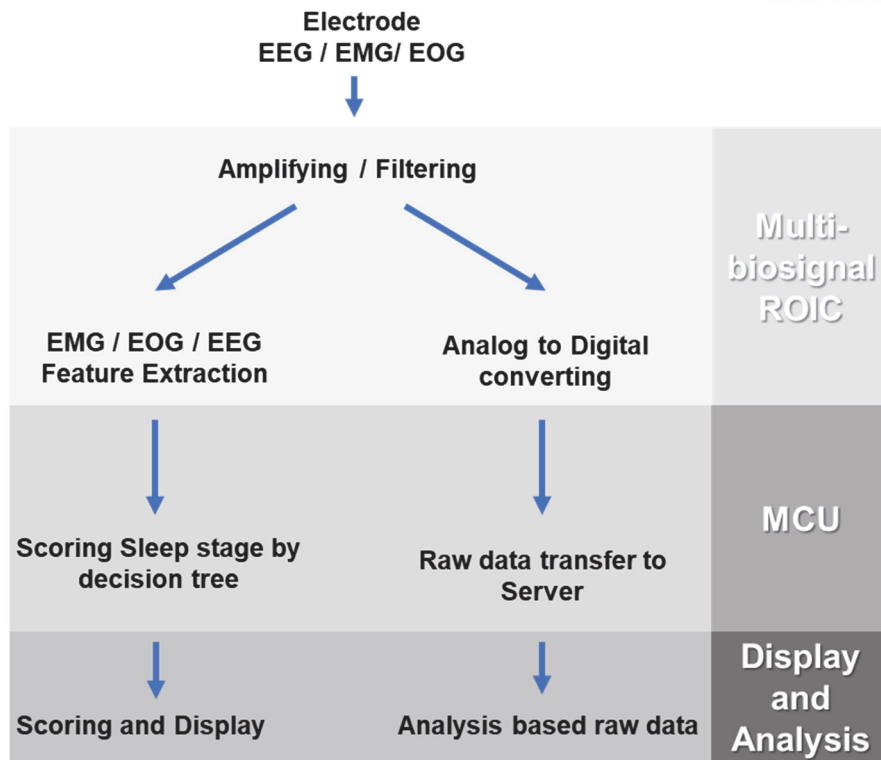 Electrode
EEG / EMG/ EOG
Amplifying / Filtering
Multi-
biosignal
ROIC
EMG / EOG / EEG
Feature Extraction
Analog to Digital
converting
Scoring Sleep stage by
decision tree
Raw data transfer to
Server
MCU
Scoring and Display
Analysis based raw data
Display
and
Analysis